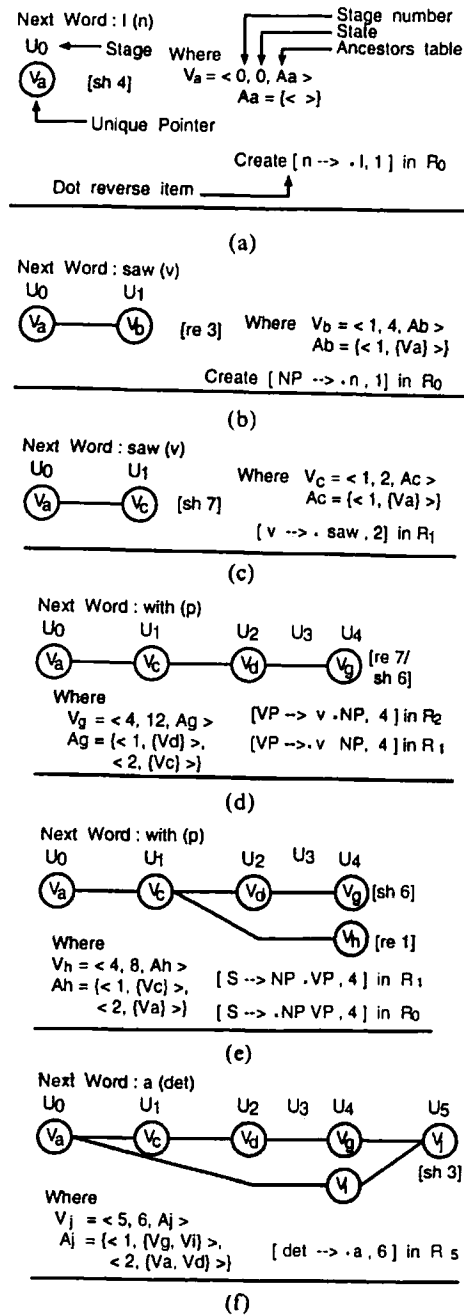 Next Word : I (n)
U0 Stage
Va [sh 4]
Unique Pointer
Stage number
State
Ancestors table
Where
Va = < 0, 0, Aa >
Aa = {< >}
Create [ n --> . I, 1 ] in R0
Dot reverse item
(a)
Next Word : saw (v)
U0 U1
Va Vb [re 3] Where Vb = < 1, 4, Ab >
Ab = {< 1, {Va} >}
Create [ NP --> . n, 1] in R0
(b)
Next Word : saw (v)
U0 U1
Va Vc [sh 7] Where Vc = < 1, 2, Ac >
Ac = {< 1, {Va} >}
[ v --> . saw , 2] in R1
(c)
Next Word : with (p)
U0 U1 U2 U3 U4
Va Vc Vd Vg [re 7/
sh 6]
Where
Vg = < 4, 12, Ag > [VP --> v .NP, 4] in R2
Ag = {< 1, {Vd} >, [VP -->. v NP, 4] in R1
< 2, {Vc} >}
(d)
Next Word : with (p)
U0 U1 U2 U3 U4
Va Vc Vd Vg [sh 6]
Vh [re 1]
Where
Vh = < 4, 8, Ah > [ S --> NP . VP , 4] in R1
Ah = {< 1, {Vc} >,
< 2, {Va} >} [ S --> .NP VP , 4] in R0
(e)
Next Word : a (det)
U0 U1 U2 U3 U4 U5
Va Vc Vd Vg Vj
Vi [sh 3]
Where
Vj = < 5, 6, Aj >
Aj = {< 1, {Vg, Vi} >,
< 2, {Va, Vd} >} [ det --> . a , 6] in R5
(f)